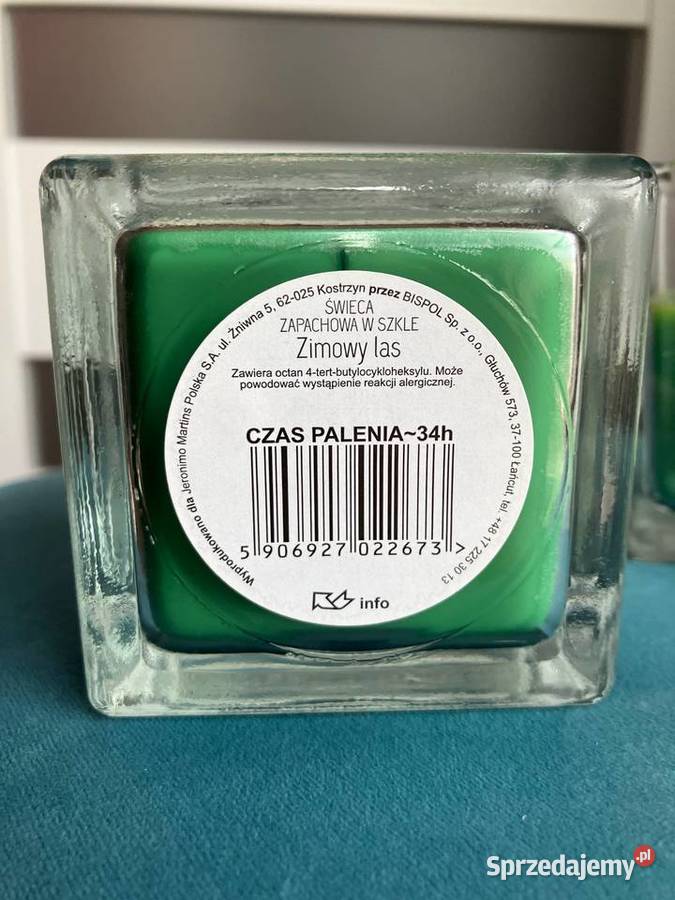 Wyprodukowano dla Jeronimo Martins Polska S.A. ul. Żniwna 5, 62-025 Kostrzyn przez BISPOL Sp. z o.o., Głuchów 573, 37-100 Łańcut, tel. +48 17 225 30 13
ŚWIECA
ZAPACHOWA W SZKLE
Zimowy las
Zawiera octan 4-tert-butylocykloheksylu. Może
powodować wystąpienie reakcji alergicznej.
CZAS PALENIA~34h
5 906927 022673 >
info
Sprzedajemy.pl